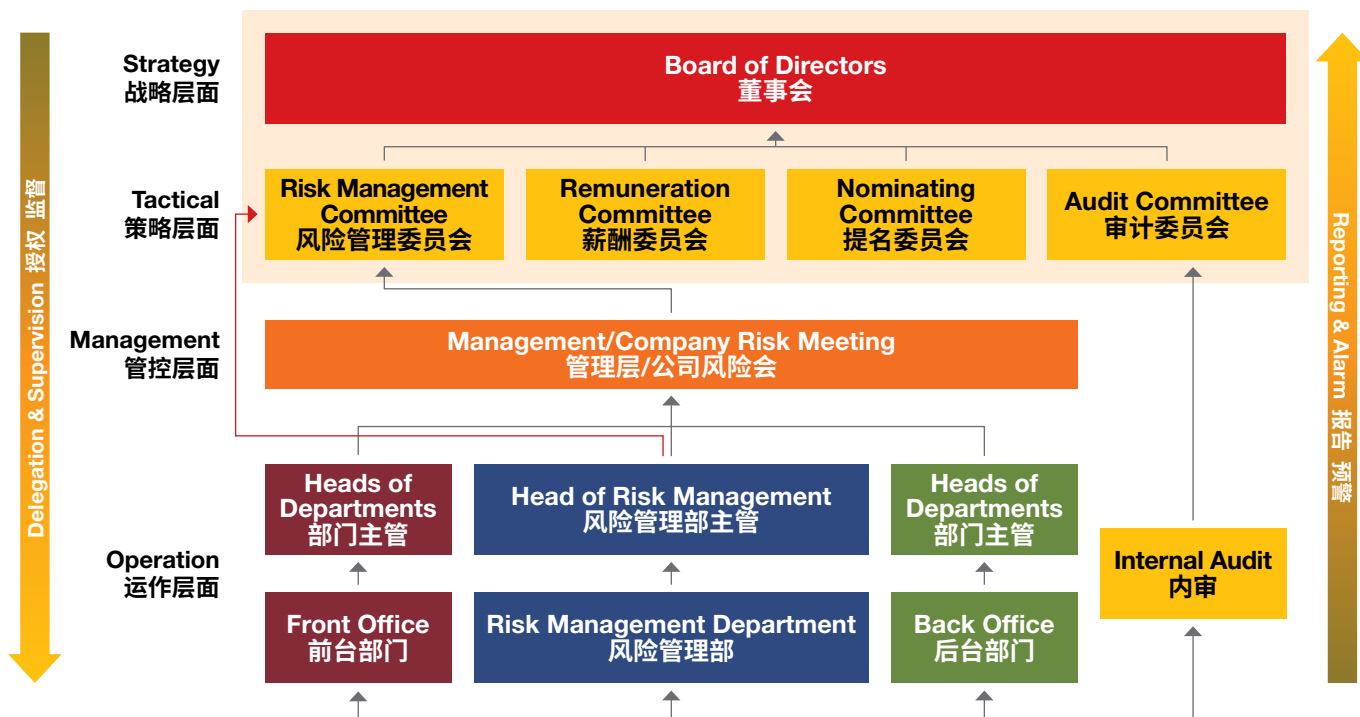 Strategy
战略层面
Board of Directors
董事会
Tactical
策略层面
Risk Management
Committee
风险管理委员会
Remuneration
Committee
薪酬委员会
Nominating
Committee
提名委员会
Audit Committee
审计委员会
Management
管控层面
Management/Company Risk Meeting
管理层/公司风险会
Operation
运作层面
Heads of
Departments
部门主管
Head of Risk Management
风险管理部主管
Heads of
Departments
部门主管
Internal Audit
内审
Front Office
前台部门
Risk Management Department
风险管理部
Back Office
后台部门
Delegation & Supervision 授权 监督
Reporting & Alarm 报告 预警